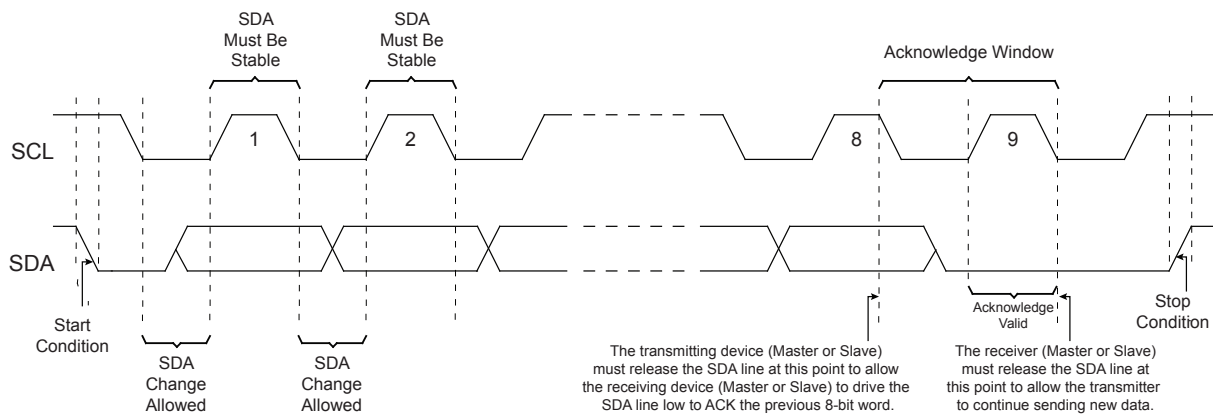 SDA
Must Be
Stable
SDA
Must Be
Stable
Acknowledge Window
SCL
1
2
8
9
SDA
Start
Condition
SDA
Change
Allowed
SDA
Change
Allowed
Acknowledge
Valid
Stop
Condition
The transmitting device (Master or Slave)
must release the SDA line at this point to allow
the receiving device (Master or Slave) to drive the
SDA line low to ACK the previous 8-bit word.
The receiver (Master or Slave)
must release the SDA line at
this point to allow the transmitter
to continue sending new data.